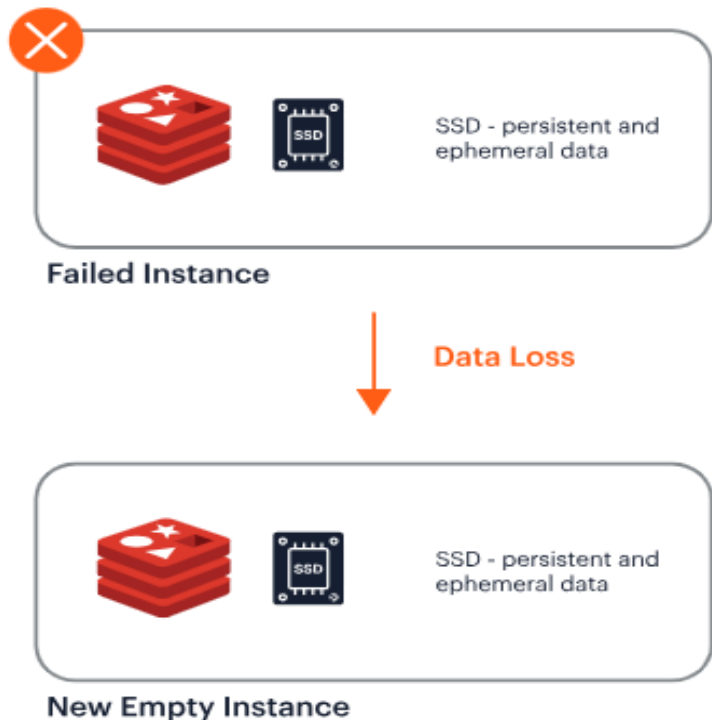 SSD
SSD - persistent and
ephemeral data
Failed Instance
Data Loss
SSD
SSD - persistent and
ephemeral data
New Empty Instance